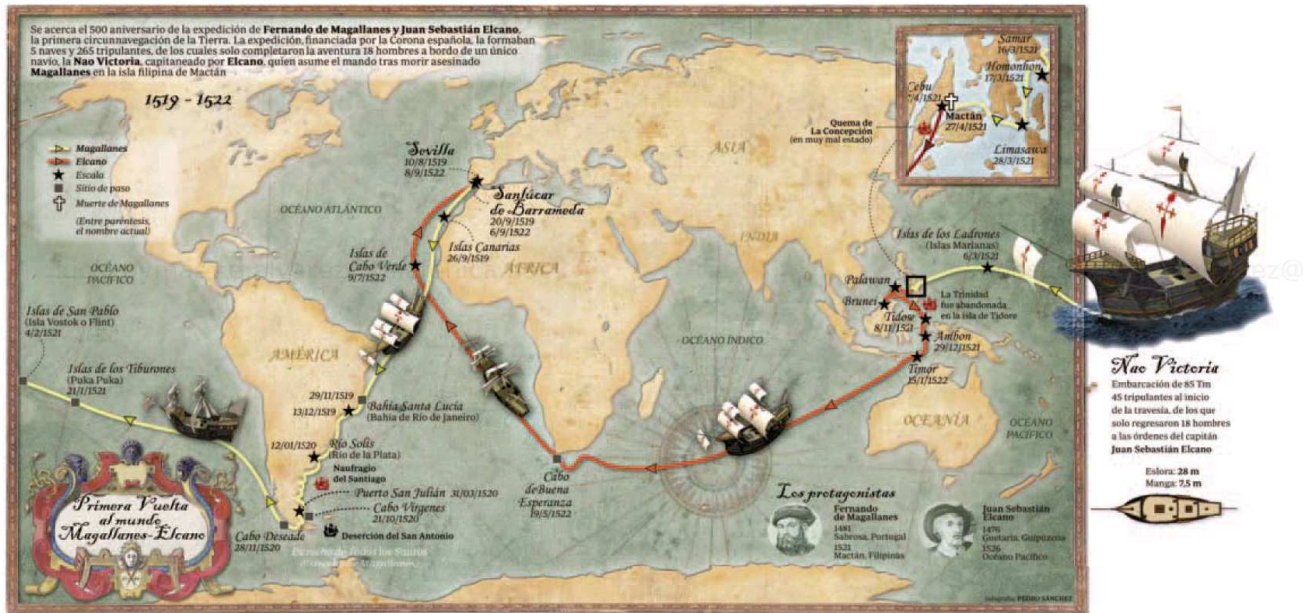 Se acerca el 500 aniversario de la expedición de Fernando de Magallanes y Juan Sebastián Elcano,
la primera circunnavegación de la Tierra. La expedición, financiada por la Corona española, la formaban
5 naves y 265 tripulantes, de los cuales solo completaron la aventura 18 hombres a bordo de un único
navío, la Nao Victoria, capitaneado por Elcano, quien asume el mando tras morir asesinado
Magallanes en la isla filipina de Mactán
1519 - 1522
Magallanes
Elcano
Escala
Sitio de paso
Muerte de Magallanes
(Entre paréntesis,
el nombre actual)
Sevilla
10/8/1519
8/9/1522
Sanlúcar
de Barrameda
20/9/1519
6/9/1522
Islas Canarias
26/9/1519
Islas de
Cabo Verde
9/7/1522
OCÉANO ATLÁNTICO
OCÉANO
PACÍFICO
ÁFRICA
ASIA
INDIA
AMÉRICA
Islas de San Pablo
(Isla Vostok o Flint)
4/2/1521
Islas de los Tiburones
(Puka Puka)
21/1/1521
29/11/1519
13/12/1519
Bahía Santa Lucía
(Bahía de Río de Janeiro)
12/01/1520
Río Solís
(Río de la Plata)
Naufragio
del Santiago
Puerto San Julián 31/03/1520
Cabo Vírgenes
21/10/1520
Deserción del San Antonio
Cabo Deseade
28/11/1520
Estrecho de Todos los Santos
Primera Vuelta
al mundo
Magallanes-Elcano
Cabo
de Buena
Esperanza
19/5/1522
OCÉANO ÍNDICO
Samar
16/3/1521
Homonhon
17/3/1521
Cebu
/4/1521
Mactán
27/4/1521
Limasawa
28/3/1521
Quema de
La Concepción
(en muy mal estado)
Islas de los Ladrones
(Islas Marianas)
6/3/1521
Palawan
Brunei
Tidore
8/11/1521
La Trinidad
fue abandonada
en la isla de Tidore
Ambon
29/12/1521
Timor
15/1/1522
OCEANÍA
OCÉANO
PACÍFICO
Los protagonistas
Fernando
de Magallanes
1481
Sabrosa, Portugal
1521
Mactán, Filipinas
Juan Sebastián
Elcano
1476
Guetaria, Guipúzcoa
1526
Océano Pacífico
Infografía PEDRO SÁNCHEZ
Nao Victoria
Embarcación de 85 Tm
45 tripulantes al inicio
de la travesía, de los que
solo regresaron 18 hombres
a las órdenes del capitán
Juan Sebastián Elcano
Eslora: 28 m
Manga: 7,5 m